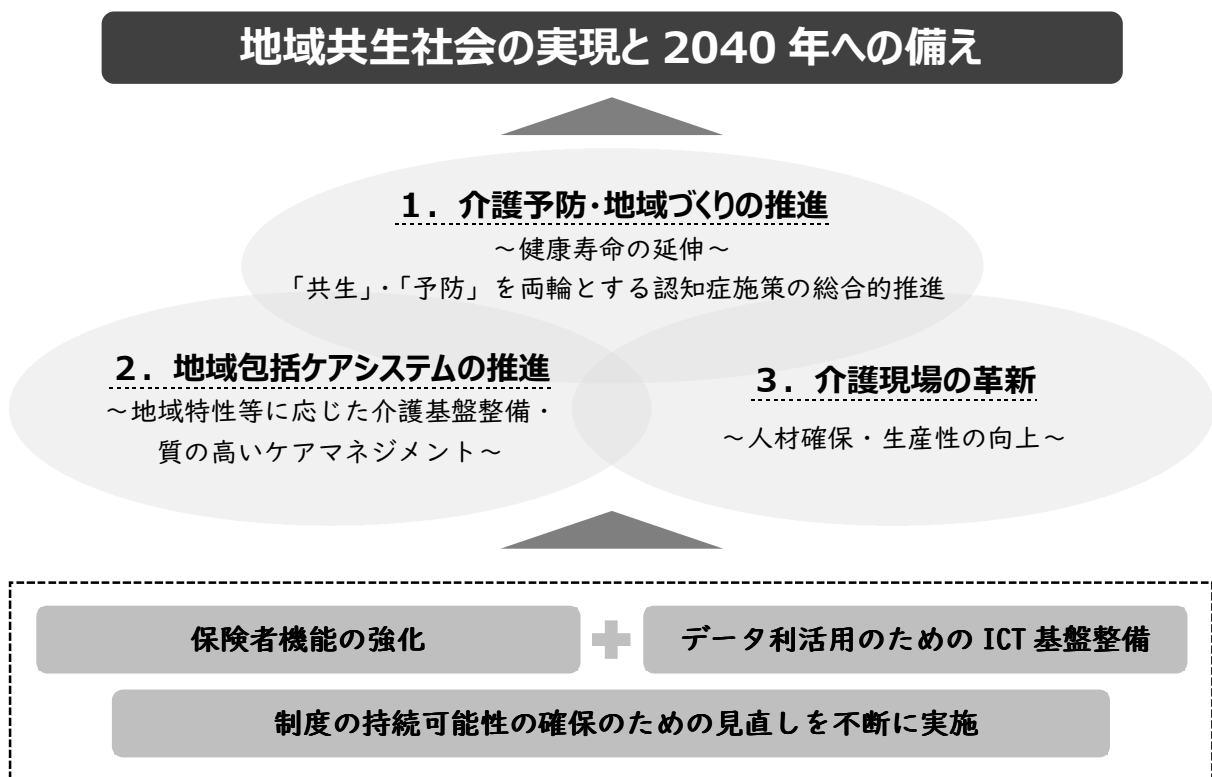 地域共生社会の実現と 2040 年への備え
1．介護予防・地域づくりの推進
～健康寿命の延伸～
「共生」・「予防」を両輪とする認知症施策の総合的推進
2．地域包括ケアシステムの推進
～地域特性等に応じた介護基盤整備・
質の高いケアマネジメント～
3．介護現場の革新
～人材確保・生産性の向上～
保険者機能の強化
データ利活用のための ICT 基盤整備
制度の持続可能性の確保のための見直しを不断に実施